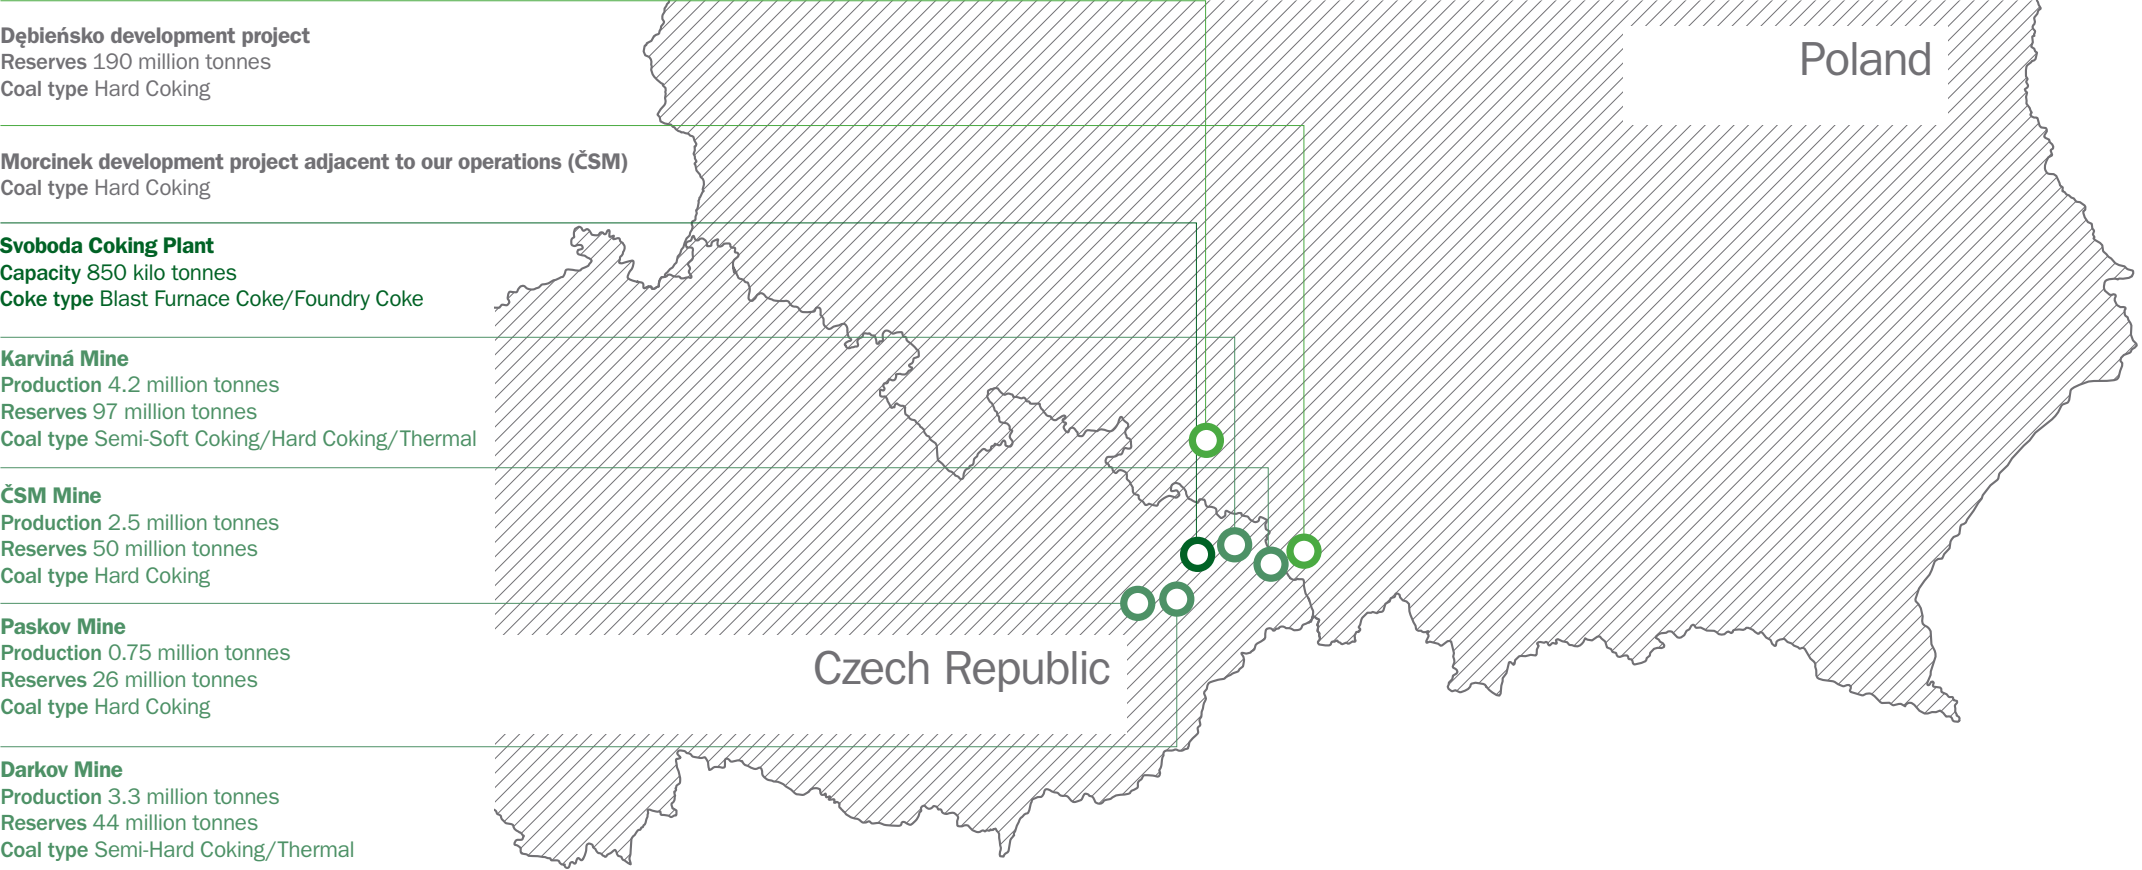 Dębieńsko development project
Reserves 190 million tonnes
Coal type Hard Coking
Morcinek development project adjacent to our operations (ČSM)
Coal type Hard Coking
Svoboda Coking Plant
Capacity 850 kilo tonnes
Coke type Blast Furnace Coke/Foundry Coke
Karviná Mine
Production 4.2 million tonnes
Reserves 97 million tonnes
Coal type Semi-Soft Coking/Hard Coking/Thermal
ČSM Mine
Production 2.5 million tonnes
Reserves 50 million tonnes
Coal type Hard Coking
Paskov Mine
Production 0.75 million tonnes
Reserves 26 million tonnes
Coal type Hard Coking
Darkov Mine
Production 3.3 million tonnes
Reserves 44 million tonnes
Coal type Semi-Hard Coking/Thermal
Poland
Czech Republic